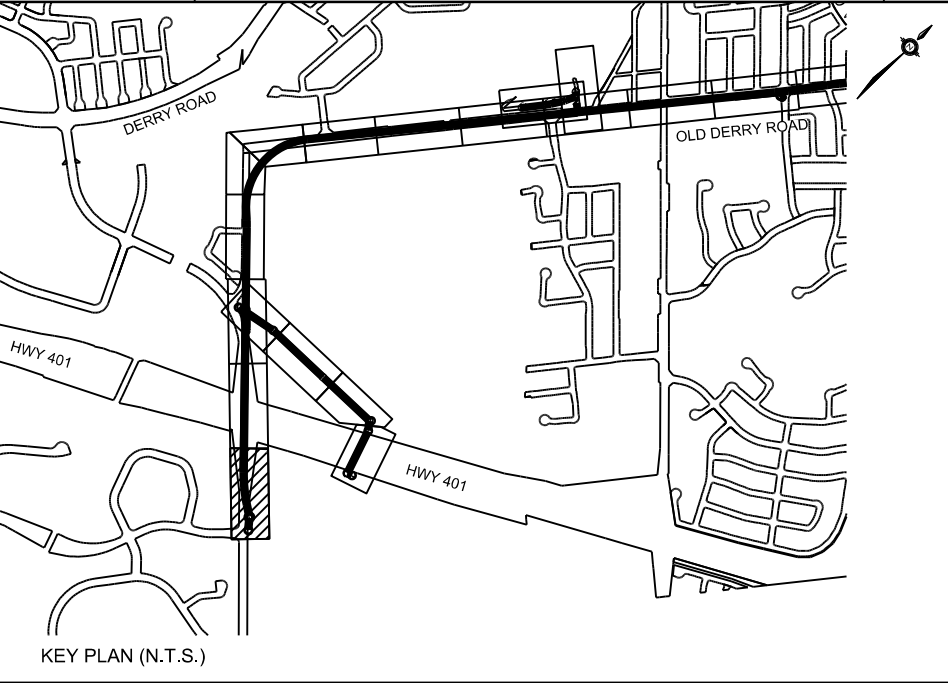 DERRY ROAD
OLD DERRY ROAD
HWY 401
HWY 401
KEY PLAN (N.T.S.)